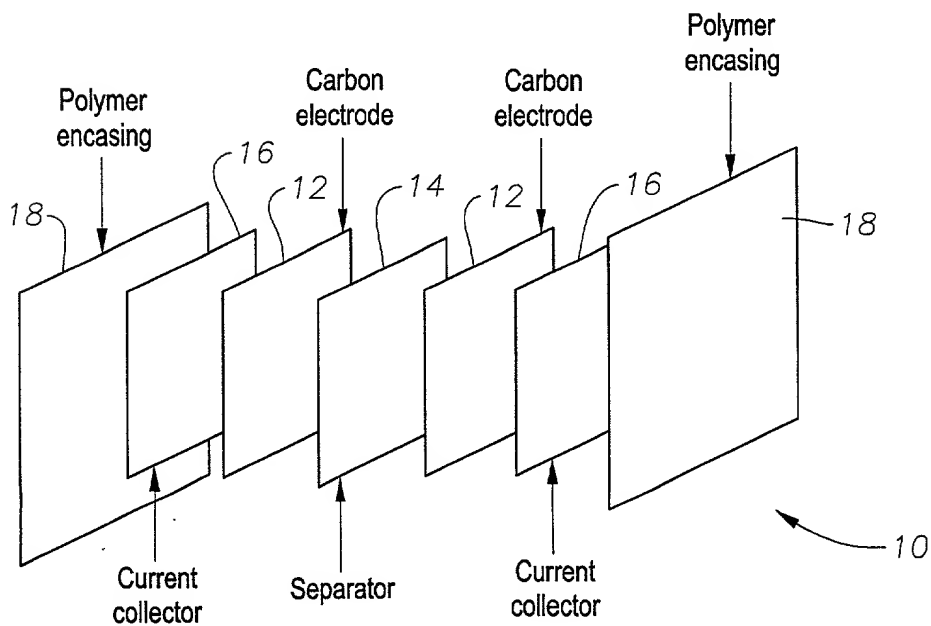 Polymer
encasing
Carbon
electrode
Carbon
electrode
Polymer
encasing
18
16
12
14
12
16
18
Current
collector
Separator
Current
collector
10